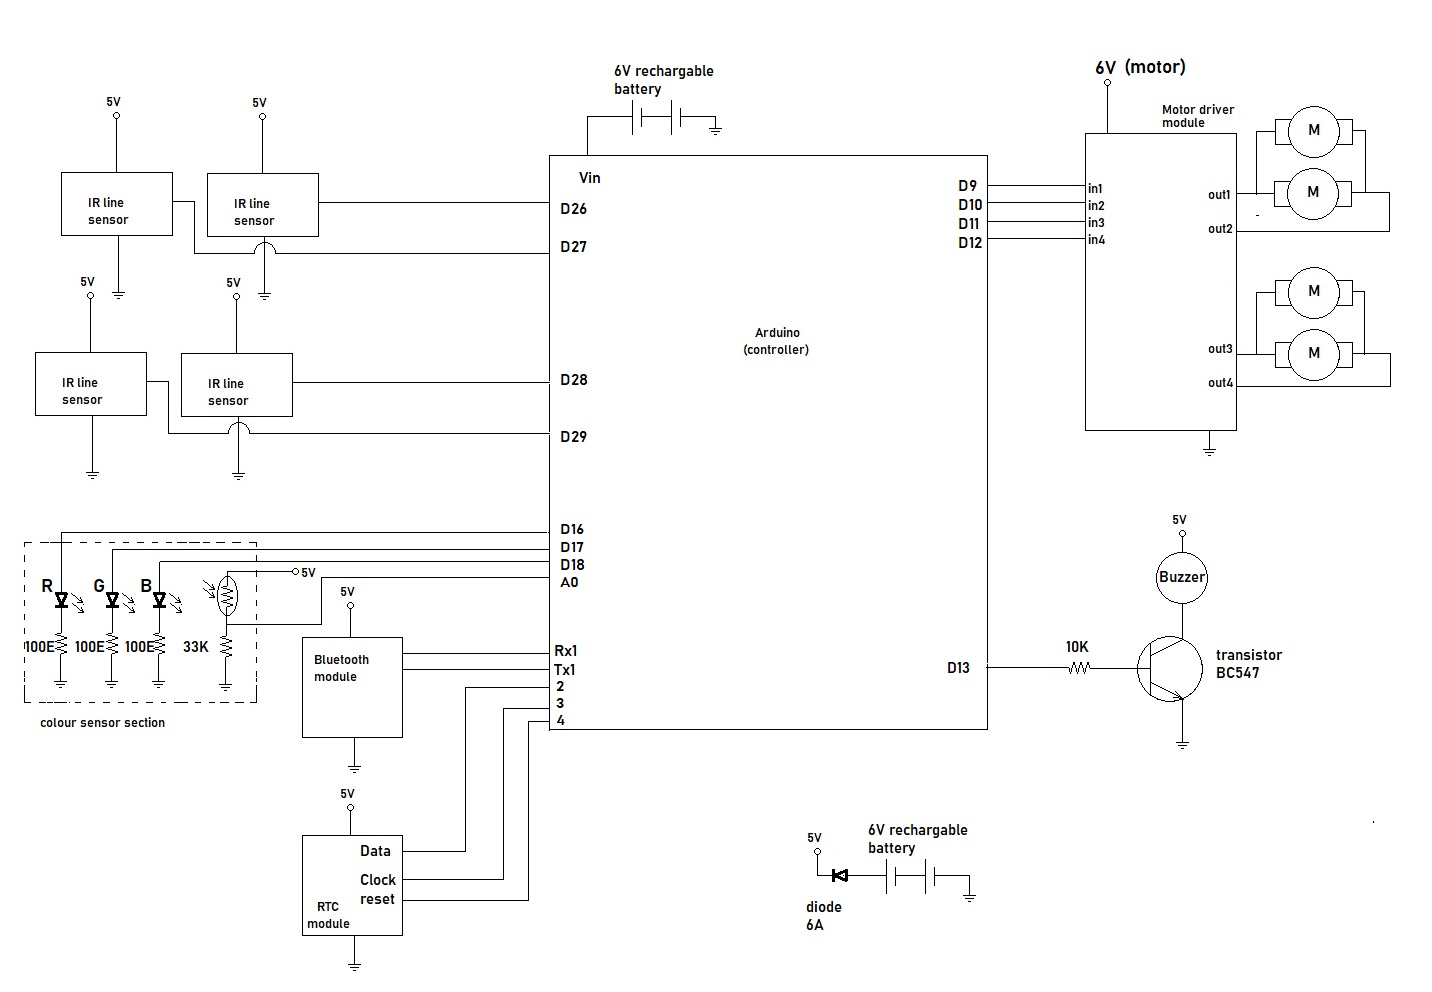 6V rechargable
battery
6V (motor)
5V
5V
Motor driver
module
M
M
Vin
IR line
sensor
IR line
sensor
D26
D27
D9
D10
D11
D12
in1
in2
in3
in4
out1
out2
5V
5V
M
M
Arduino
(controller)
out3
out4
IR line
sensor
IR line
sensor
D28
D29
D16
D17
D18
A0
R
G
B
5V
100E
100E
100E
33K
colour sensor section
5V
Bluetooth
module
Rx1
Tx1
2
3
4
D13
10K
5V
Buzzer
transistor
BC547
5V
Data
Clock
reset
RTC
module
5V
6V rechargable
battery
diode
6A